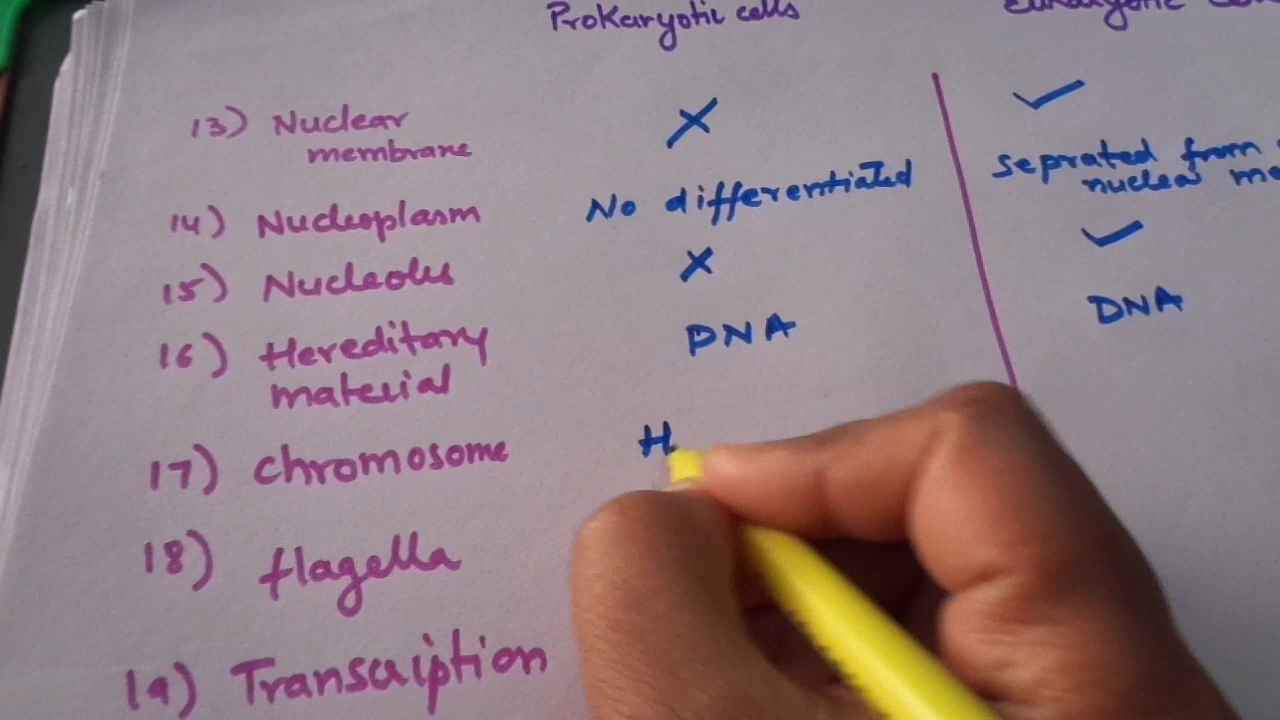 Prokaryotic cells
13) Nuclear membrane X ✓
14) Nucleoplasm No differentiated seprated from nuclear
15) Nucleolus X ✓
16) Hereditary material DNA DNA
17) chromosome H
18) flagella
19) Transcription